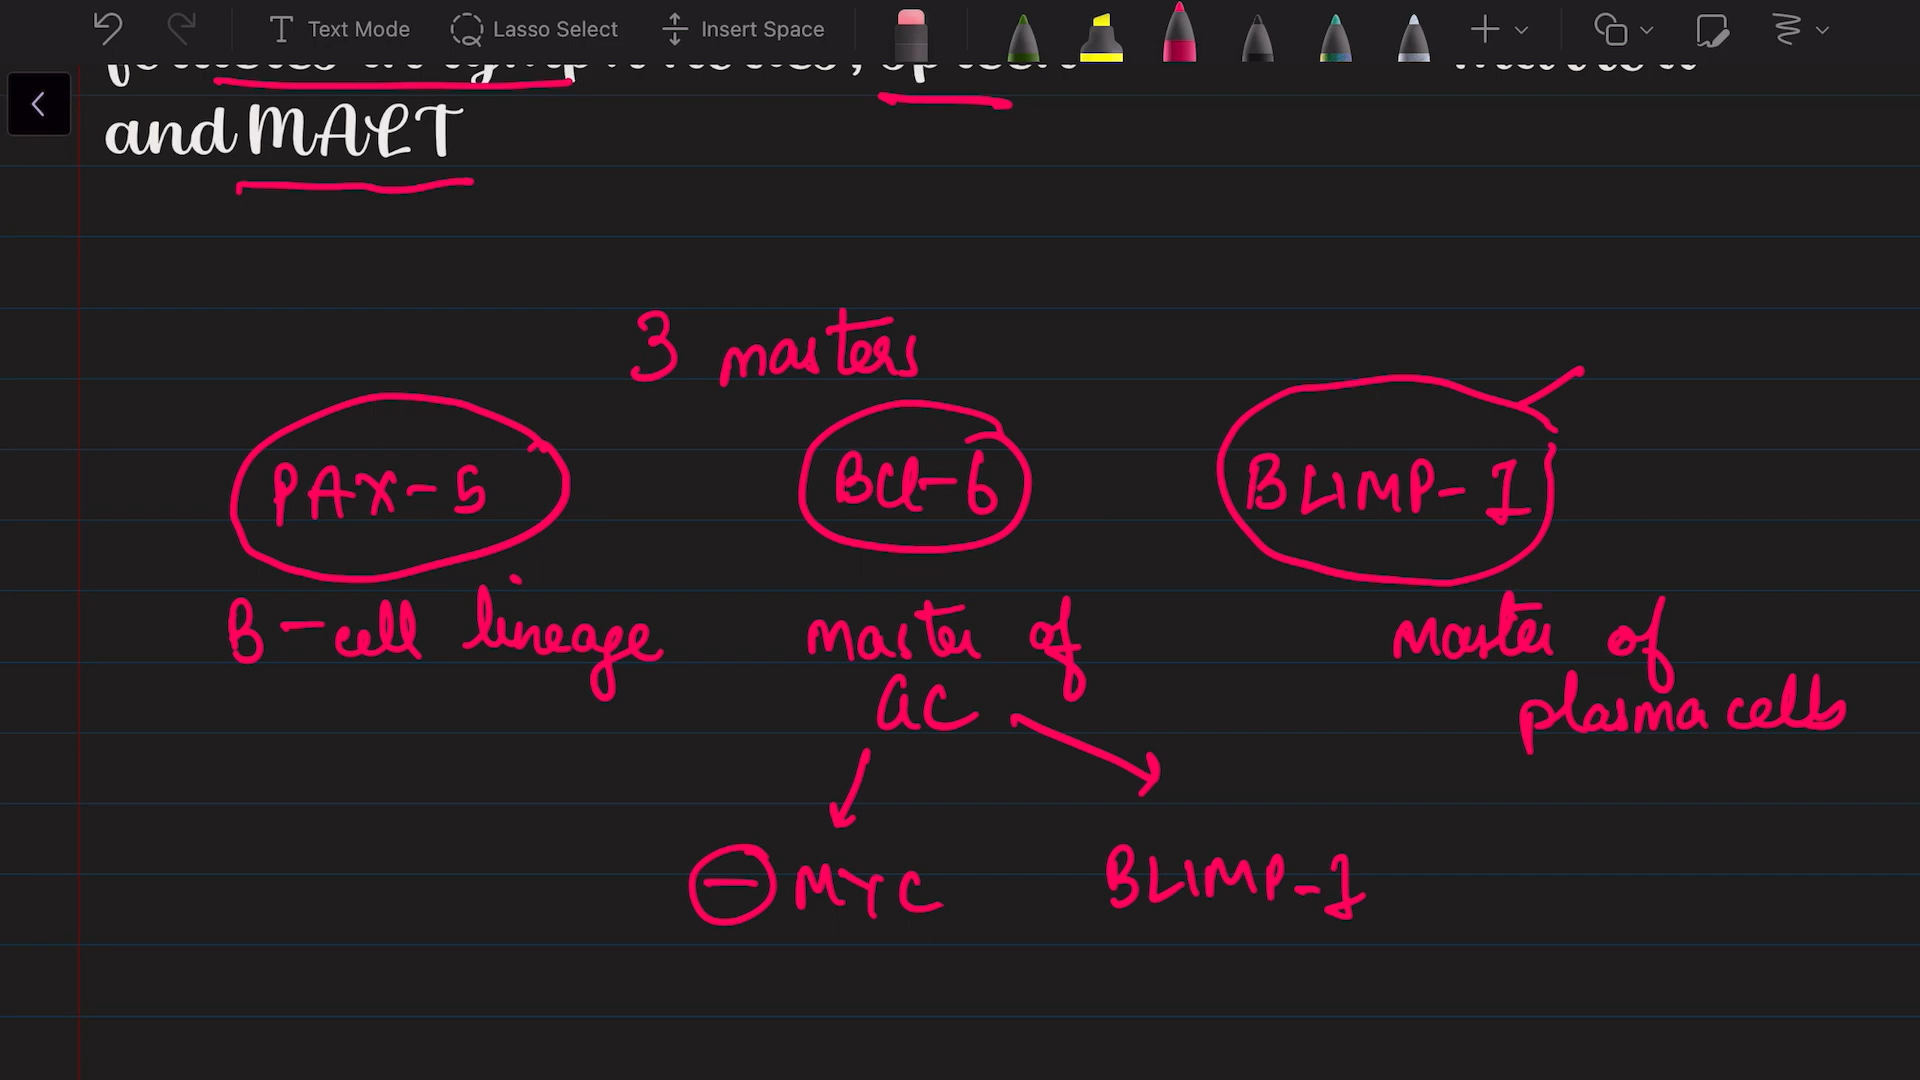 Text Mode Lasso Select Insert Space
and MALT
3 masters
PAX-5 BCL-6 BLIMP-1
B-cell lineage master of master of
GC plasma cells
MYC BLIMP-1